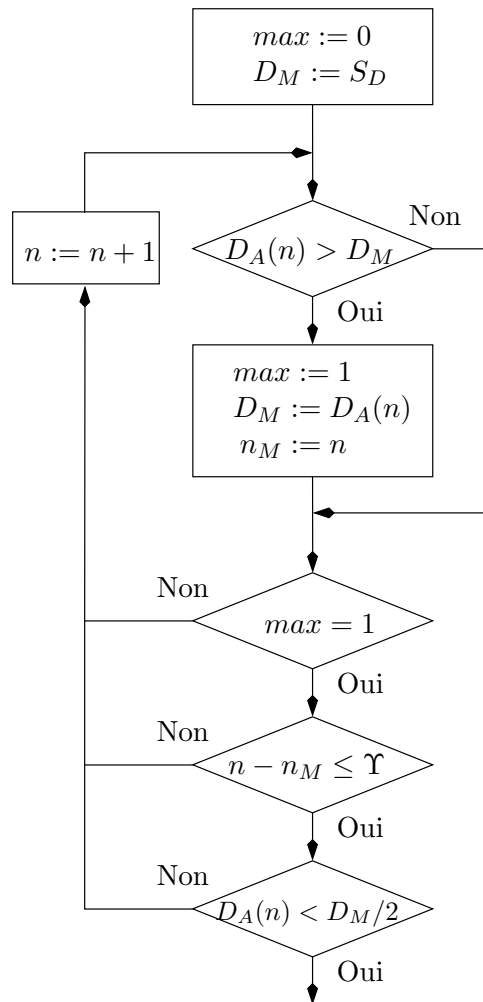 max := 0
D_M := S_D
n := n + 1
Non
D_A(n) > D_M
Oui
max := 1
D_M := D_A(n)
n_M := n
Non
max = 1
Oui
Non
n − n_M ≤ ϒ
Oui
Non
D_A(n) < D_M/2
Oui